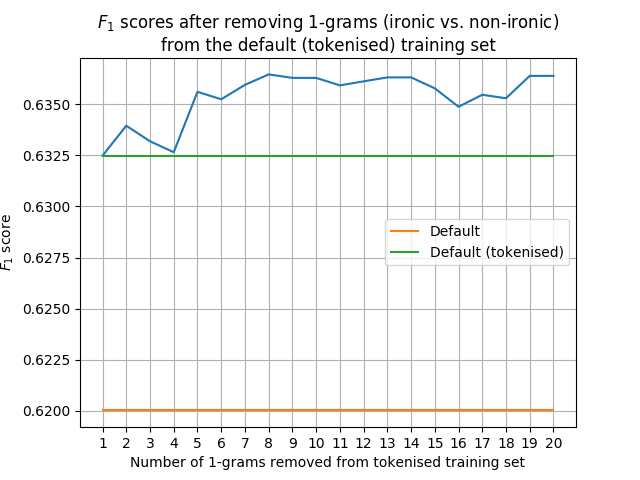 F₁ scores after removing 1-grams (ironic vs. non-ironic)
from the default (tokenised) training set
0.6350
0.6325
0.6300
0.6275
0.6250
0.6225
0.6200
F₁ score
Default
Default (tokenised)
1 2 3 4 5 6 7 8 9 10 11 12 13 14 15 16 17 18 19 20
Number of 1-grams removed from tokenised training set